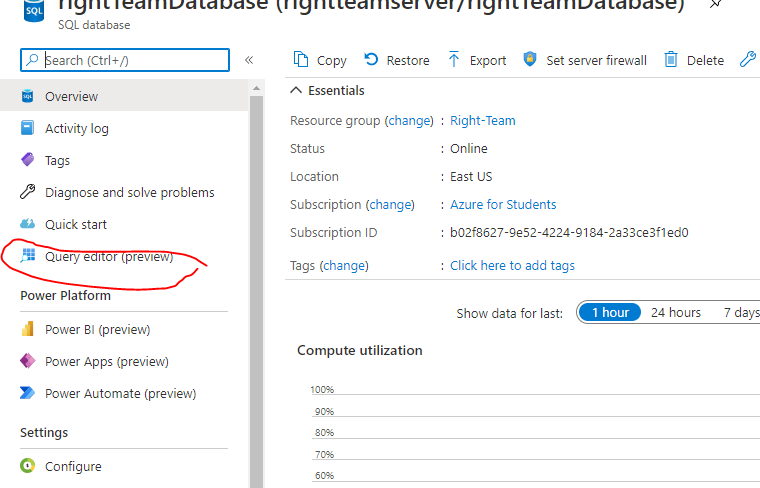 rightTeamDatabase (rightteamserver/rightTeamDatabase)
SQL database
Search (Ctrl+/) «
Copy Restore Export Set server firewall Delete
Overview
Activity log
Tags
Diagnose and solve problems
Quick start
Query editor (preview)
Power Platform
Power BI (preview)
Power Apps (preview)
Power Automate (preview)
Settings
Configure
Essentials
Resource group (change) : Right-Team
Status : Online
Location : East US
Subscription (change) : Azure for Students
Subscription ID : b02f8627-9e52-4224-9184-2a33ce3f1ed0
Tags (change) : Click here to add tags
Show data for last: 1 hour 24 hours 7 days
Compute utilization
100%
90%
80%
70%
60%